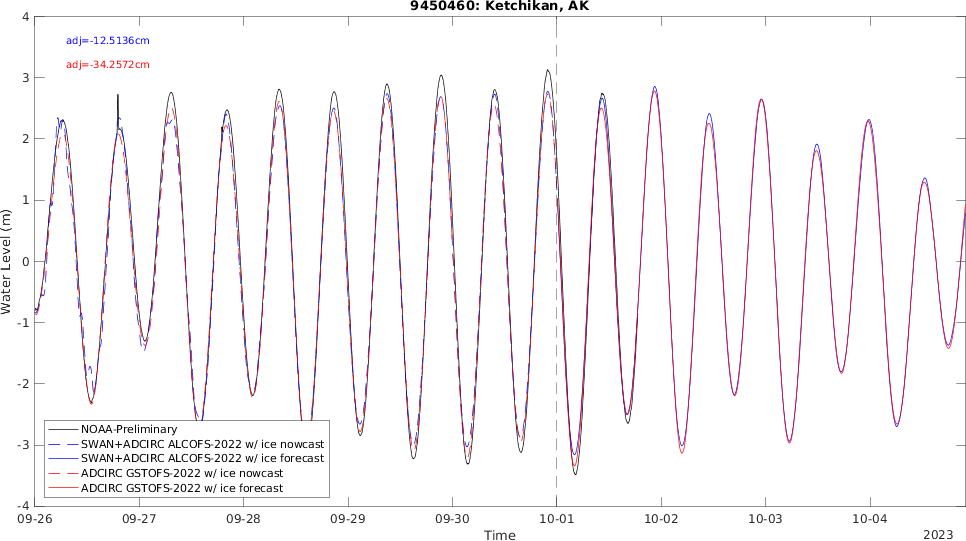 9450460: Ketchikan, AK
adj=-12.5136cm
adj=-34.2572cm
Water Level (m)
4
3
2
1
0
-1
-2
-3
-4
NOAA-Preliminary
SWAN+ADCIRC ALCOFS-2022 w/ ice nowcast
SWAN+ADCIRC ALCOFS-2022 w/ ice forecast
ADCIRC GSTOFS-2022 w/ ice nowcast
ADCIRC GSTOFS-2022 w/ ice forecast
09-26 09-27 09-28 09-29 09-30 10-01 10-02 10-03 10-04
Time
2023